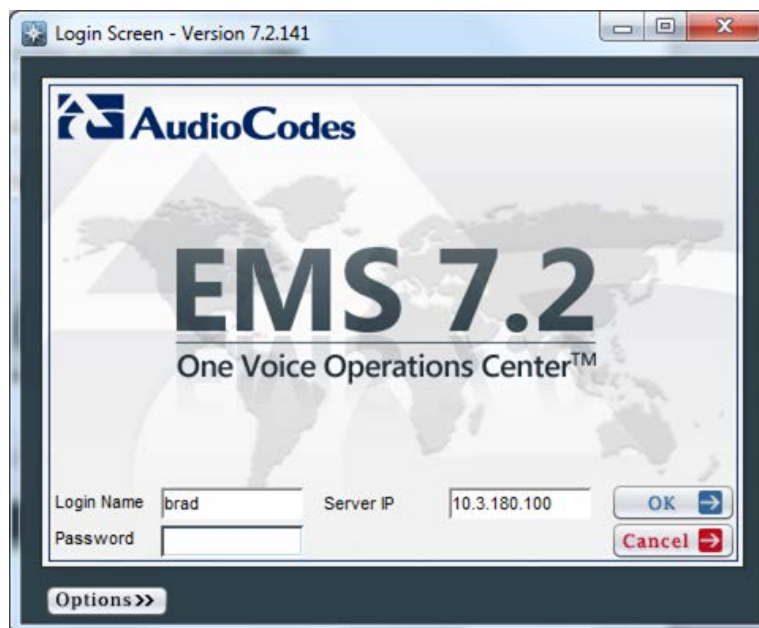 Login Screen - Version 7.2.141
AudioCodes
EMS 7.2
One Voice Operations Center™
Login Name brad Server IP 10.3.180.100 OK
Password Cancel
Options>>